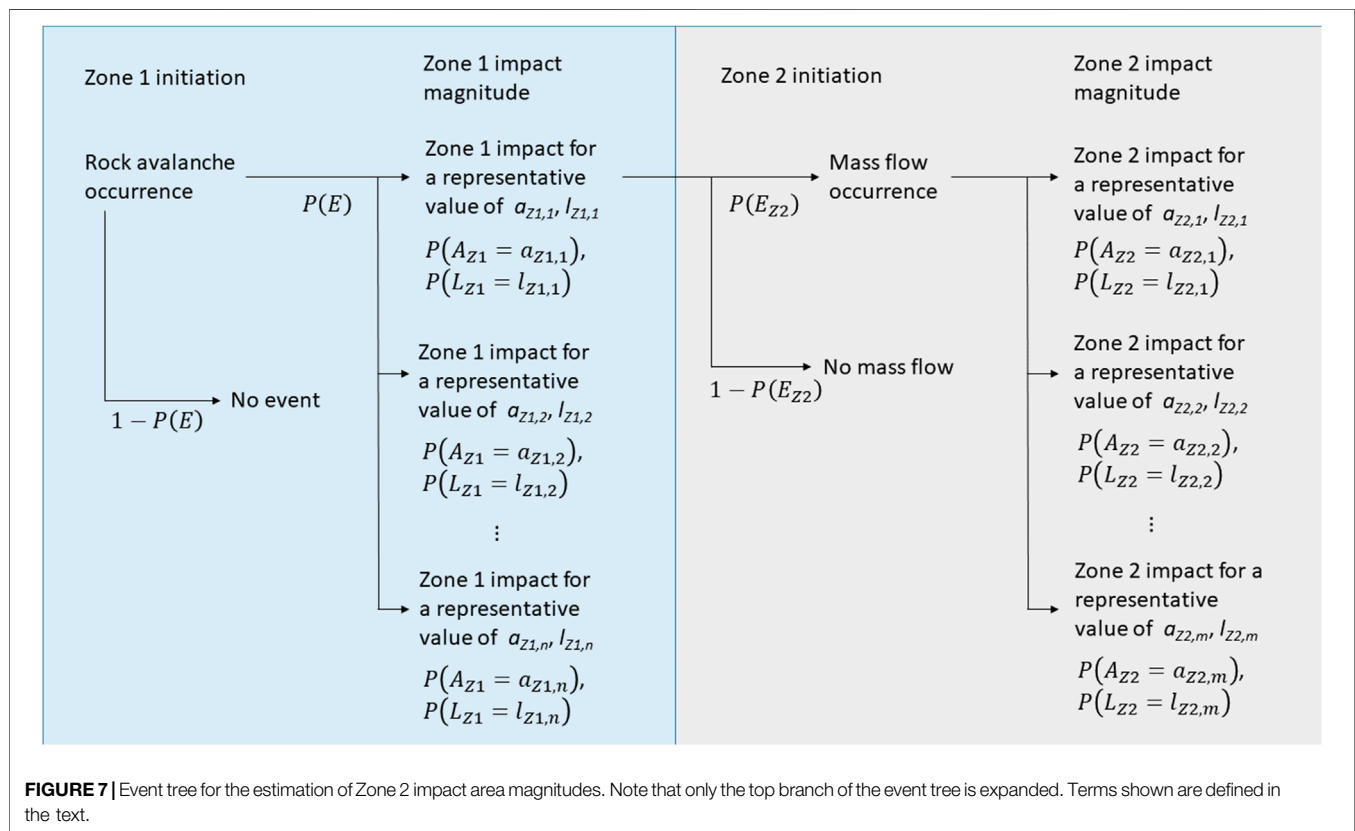 Zone 1 initiation
Zone 1 impact
magnitude
Zone 2 initiation
Zone 2 impact
magnitude
Rock avalanche
occurrence
P(E)
1 − P(E)
No event
Zone 1 impact for
a representative
value of a_{Z1,1}, l_{Z1,1}
P(A_{Z1} = a_{Z1,1}),
P(L_{Z1} = l_{Z1,1})
Zone 1 impact for
a representative
value of a_{Z1,2}, l_{Z1,2}
P(A_{Z1} = a_{Z1,2}),
P(L_{Z1} = l_{Z1,2})
⋮
Zone 1 impact for
a representative
value of a_{Z1,n}, l_{Z1,n}
P(A_{Z1} = a_{Z1,n}),
P(L_{Z1} = l_{Z1,n})
P(E_{Z2})
Mass flow
occurrence
1 − P(E_{Z2})
No mass flow
Zone 2 impact for
a representative
value of a_{Z2,1}, l_{Z2,1}
P(A_{Z2} = a_{Z2,1}),
P(L_{Z2} = l_{Z2,1})
Zone 2 impact for
a representative
value of a_{Z2,2}, l_{Z2,2}
P(A_{Z2} = a_{Z2,2}),
P(L_{Z2} = l_{Z2,2})
⋮
Zone 2 impact for a
representative
value of a_{Z2,m}, l_{Z2,m}
P(A_{Z2} = a_{Z2,m}),
P(L_{Z2} = l_{Z2,m})
FIGURE 7 | Event tree for the estimation of Zone 2 impact area magnitudes. Note that only the top branch of the event tree is expanded. Terms shown are defined in
the text.